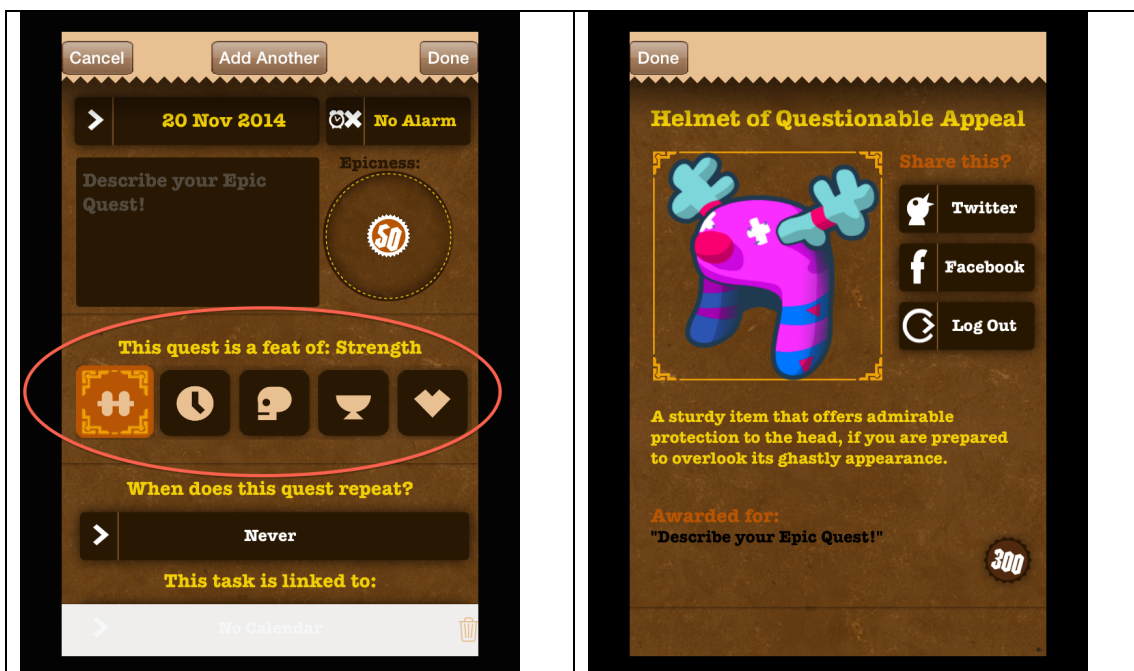 Cancel
Add Another
Done
20 Nov 2014
No Alarm
Describe your Epic
Quest!
Epicness:
50
This quest is a feat of: Strength
When does this quest repeat?
Never
This task is linked to:
No Calendar
Done
Helmet of Questionable Appeal
Share this?
Twitter
Facebook
Log Out
A sturdy item that offers admirable
protection to the head, if you are prepared
to overlook its ghastly appearance.
Awarded for:
"Describe your Epic Quest!"
300